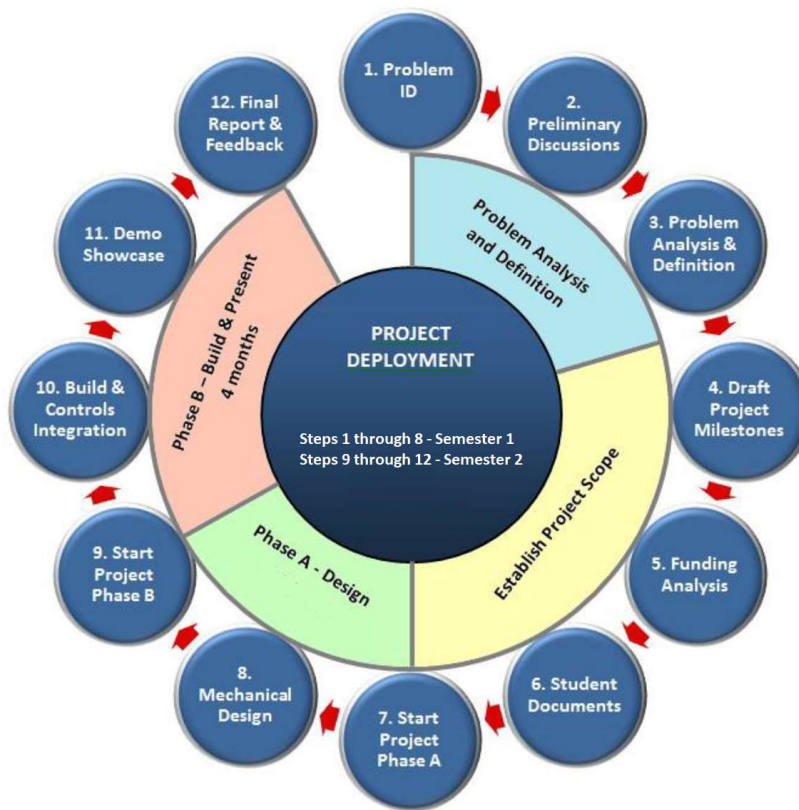 1. Problem
ID
2.
Preliminary
Discussions
3. Problem
Analysis &
Definition
4. Draft
Project
Milestones
5. Funding
Analysis
6. Student
Documents
7. Start
Project
Phase A
8.
Mechanical
Design
9. Start
Project
Phase B
10. Build &
Controls
Integration
11. Demo
Showcase
12. Final
Report &
Feedback
Problem Analysis
and Definition
Establish Project Scope
Phase A - Design
Phase B – Build & Present
4 months
PROJECT
DEPLOYMENT
Steps 1 through 8 - Semester 1
Steps 9 through 12 - Semester 2